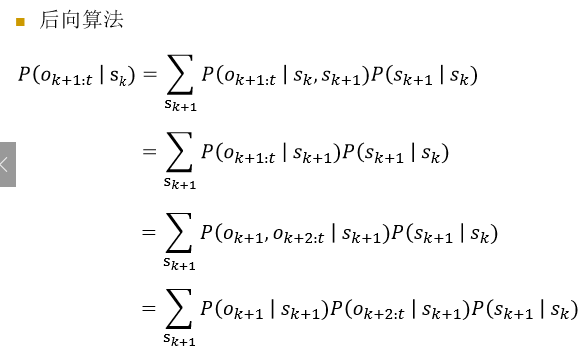 后向算法
P(o_{k+1:t} | s_k) = ∑_{s_{k+1}} P(o_{k+1:t} | s_k, s_{k+1})P(s_{k+1} | s_k)
= ∑_{s_{k+1}} P(o_{k+1:t} | s_{k+1})P(s_{k+1} | s_k)
= ∑_{s_{k+1}} P(o_{k+1}, o_{k+2:t} | s_{k+1})P(s_{k+1} | s_k)
= ∑_{s_{k+1}} P(o_{k+1} | s_{k+1})P(o_{k+2:t} | s_{k+1})P(s_{k+1} | s_k)